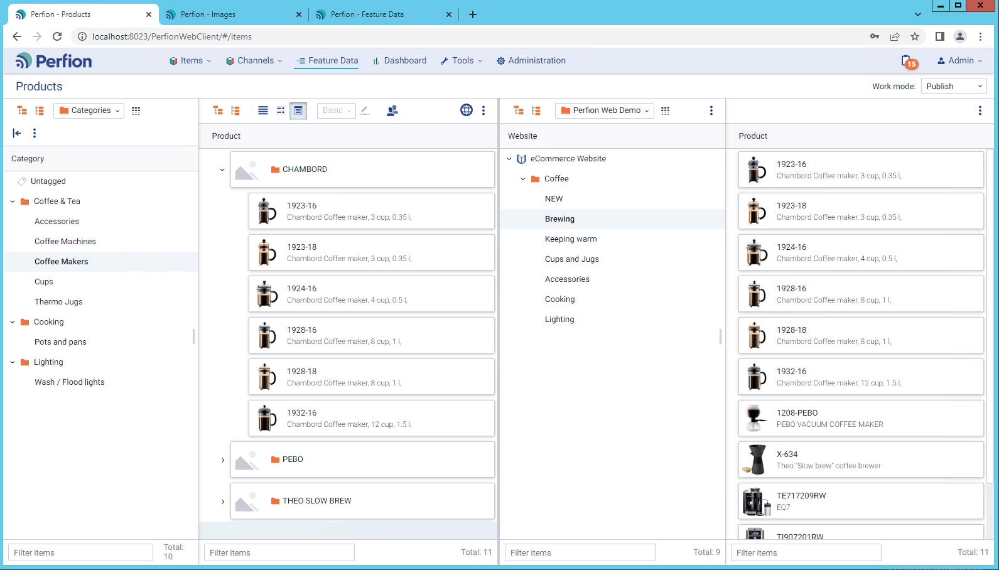 Perfion - Products
Perfion - Images
Perfion - Feature Data
localhost:8023/PerfionWebClient/#/items
Perfion
Items
Channels
Feature Data
Dashboard
Tools
Administration
15
Admin
Products
Work mode:
Publish
Categories
Category
Untagged
Coffee & Tea
Accessories
Coffee Machines
Coffee Makers
Cups
Thermo Jugs
Cooking
Pots and pans
Lighting
Wash / Flood lights
Filter items
Total:
10
Basic
Product
CHAMBORD
1923-16
Chambord Coffee maker, 3 cup, 0.35 l,
1923-18
Chambord Coffee maker, 3 cup, 0.35 l,
1924-16
Chambord Coffee maker, 4 cup, 0.5 l,
1928-16
Chambord Coffee maker, 8 cup, 1 l,
1928-18
Chambord Coffee maker, 8 cup, 1 l,
1932-16
Chambord Coffee maker, 12 cup, 1.5 l,
PEBO
THEO SLOW BREW
Filter items
Total: 11
Perfion Web Demo
Website
eCommerce Website
Coffee
NEW
Brewing
Keeping warm
Cups and Jugs
Accessories
Cooking
Lighting
Filter items
Total: 9
Product
1923-16
Chambord Coffee maker, 3 cup, 0.35 l,
1923-18
Chambord Coffee maker, 3 cup, 0.35 l,
1924-16
Chambord Coffee maker, 4 cup, 0.5 l,
1928-16
Chambord Coffee maker, 8 cup, 1 l,
1928-18
Chambord Coffee maker, 8 cup, 1 l,
1932-16
Chambord Coffee maker, 12 cup, 1.5 l,
1208-PEBO
PEBO VACUUM COFFEE MAKER
X-634
Theo "Slow brew" coffee brewer
TE717209RW
EQ7
TI907201RW
Filter items
Total: 11